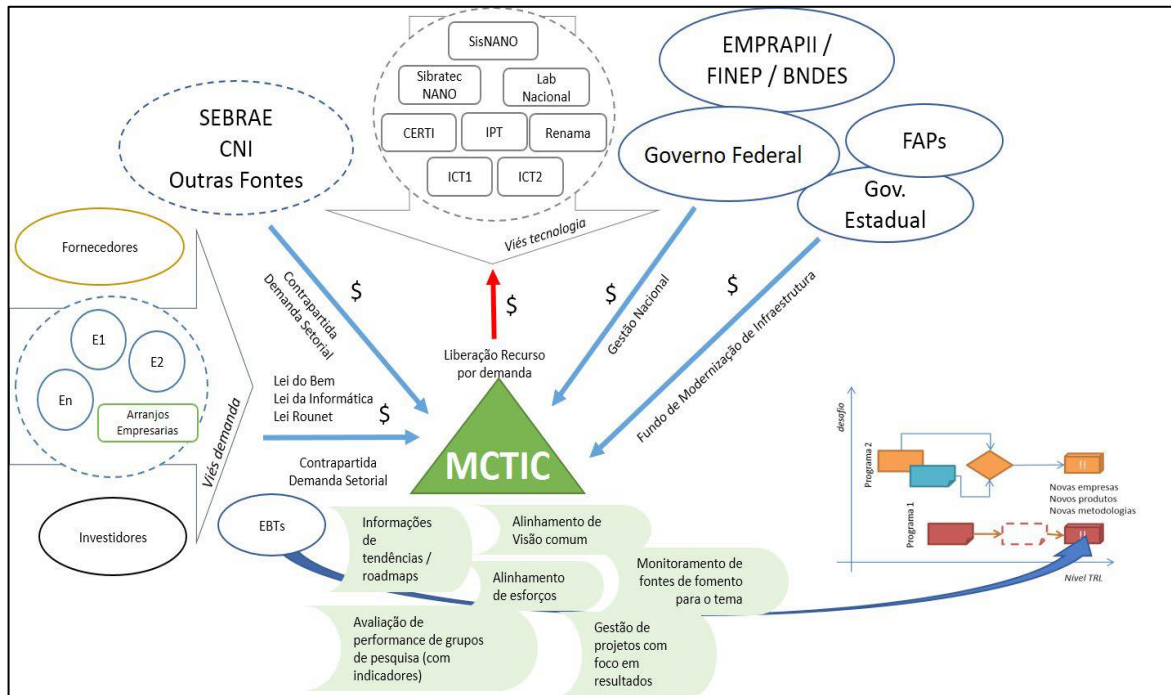 SisNANO
Sibratec
NANO
Lab
Nacional
CERTI
IPT
Renama
ICT1
ICT2
Viés tecnologia
EMPRAPII /
FINEP / BNDES
Governo Federal
FAPs
Gov.
Estadual
SEBRAE
CNI
Outras Fontes
Fornecedores
E1
E2
En
Arranjos
Empresarias
Investidores
Viés demanda
$
Contrapartida
Demanda Setorial
$
Liberação Recurso
por demanda
$
Gestão Nacional
$
Fundo de Modernização de Infraestrutura
Lei do Bem
Lei da Informática
Lei Rounet
$
Contrapartida
Demanda Setorial
MCTIC
EBTs
Informações
de
tendências /
roadmaps
Alinhamento de
Visão comum
Alinhamento
de esforços
Monitoramento de
fontes de fomento
para o tema
Avaliação de
performance de grupos
de pesquisa (com
indicadores)
Gestão de
projetos com
foco em
resultados
desafio
Programa 2
!!
Novas empresas
Novos produtos
Novas metodologias
Programa 1
!!
Nível TRL